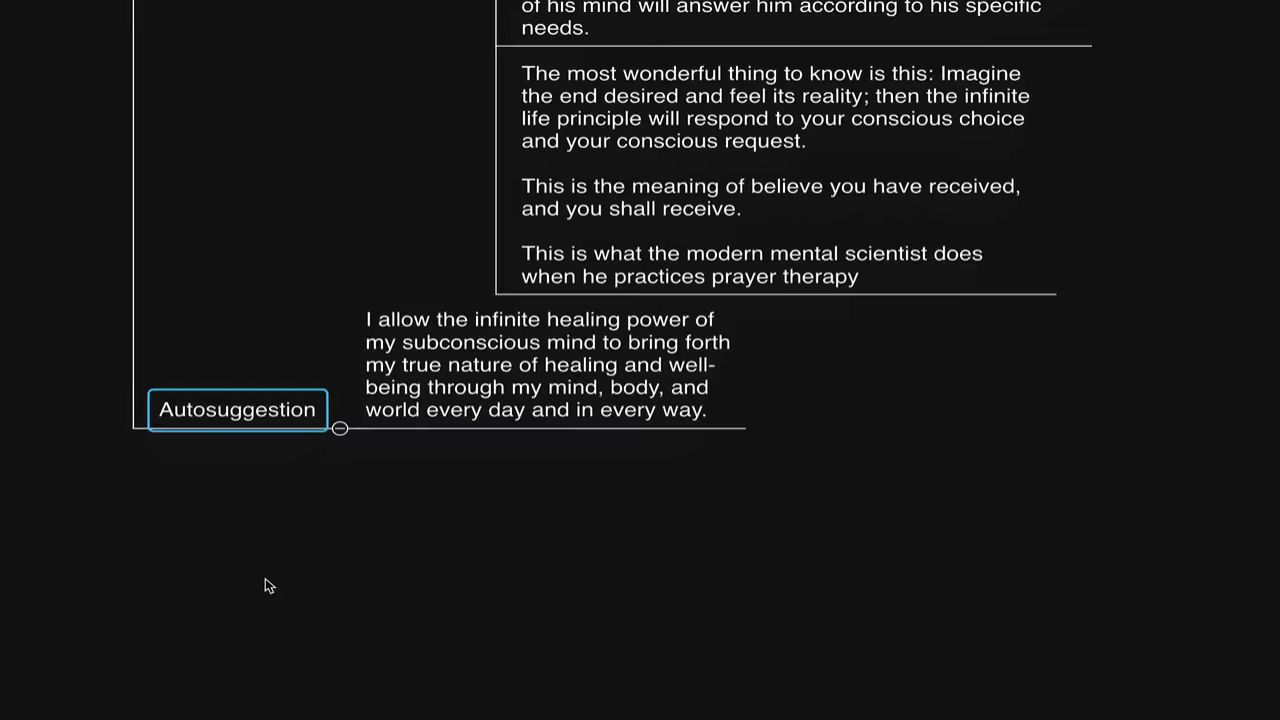 of his mind will answer him according to his specific
needs.
The most wonderful thing to know is this: Imagine
the end desired and feel its reality; then the infinite
life principle will respond to your conscious choice
and your conscious request.
This is the meaning of believe you have received,
and you shall receive.
This is what the modern mental scientist does
when he practices prayer therapy
I allow the infinite healing power of
my subconscious mind to bring forth
my true nature of healing and well-
being through my mind, body, and
world every day and in every way.
Autosuggestion